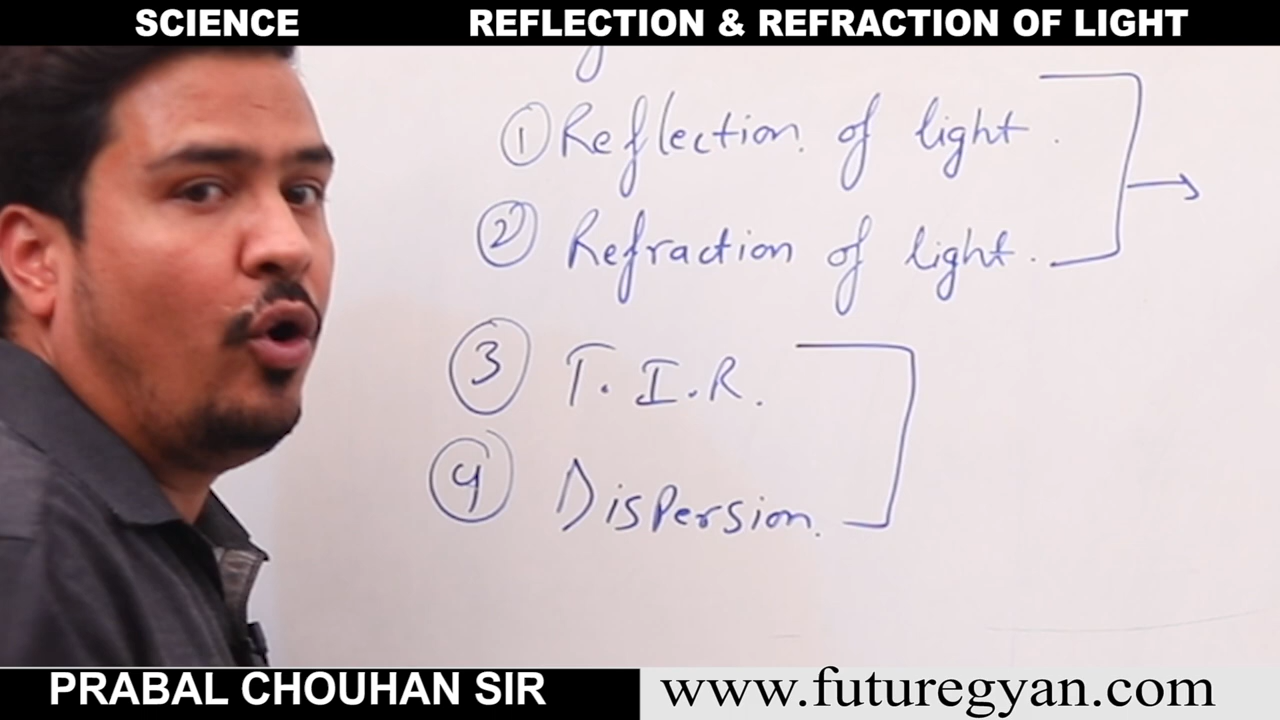 SCIENCE REFLECTION & REFRACTION OF LIGHT
① Reflection of light.
② Refraction of light.
③ T.I.R.
④ Dispersion.
PRABAL CHOUHAN SIR www.futuregyan.com